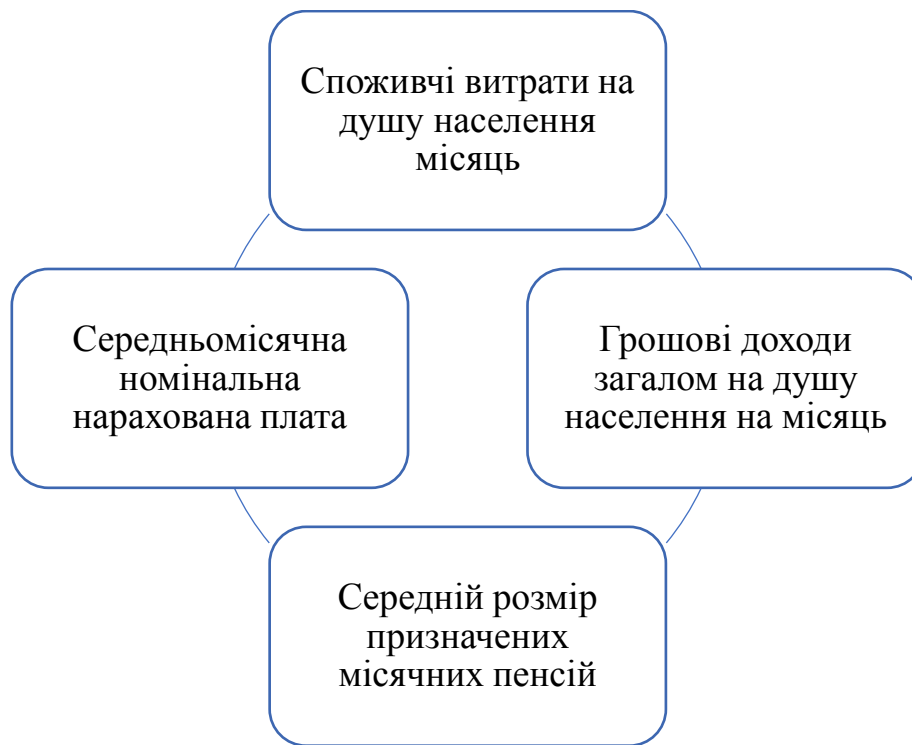 Споживчі витрати на
душу населення
місяць
Середньомісячна
номінальна
нарахована плата
Грошові доходи
загалом на душу
населення на місяць
Середній розмір
призначених
місячних пенсій